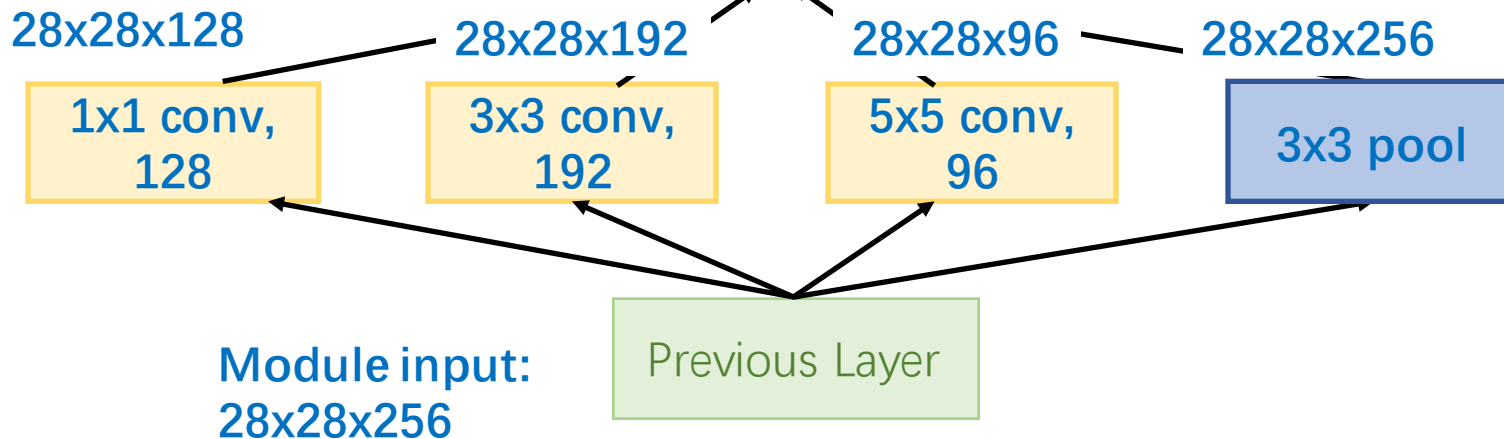 28x28x128
28x28x192
28x28x96
28x28x256
1x1 conv,
128
3x3 conv,
192
5x5 conv,
96
3x3 pool
Previous Layer
Module input:
28x28x256